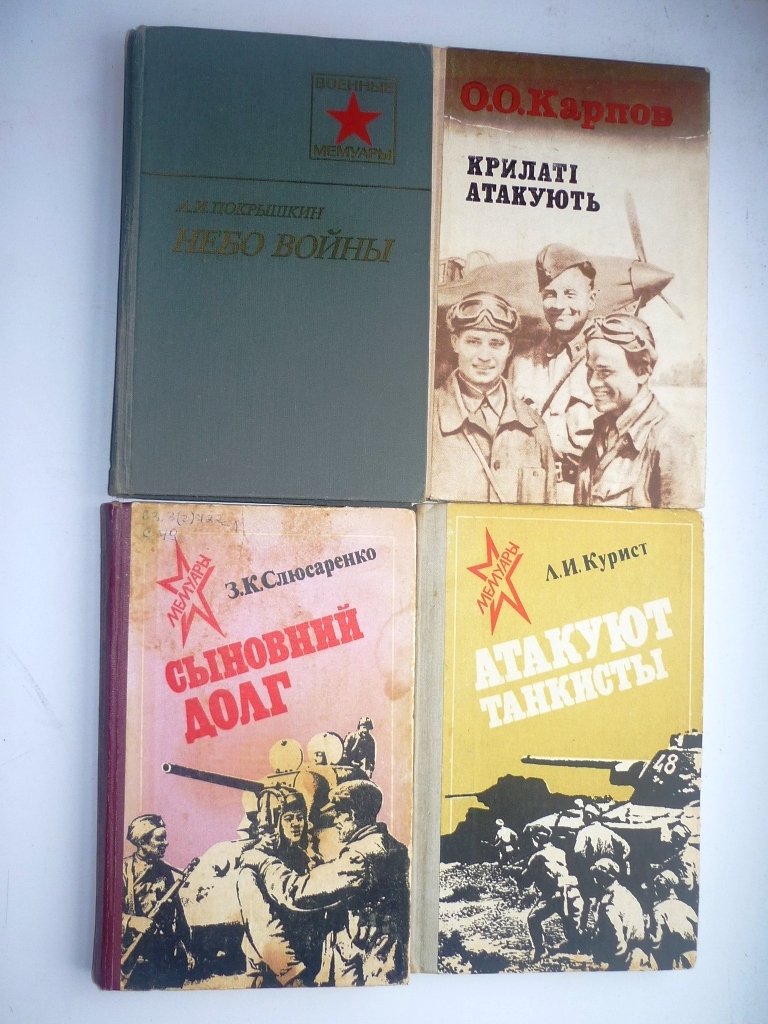 ВОЕННЫЕ
МЕМУАРЫ
А.И.ПОКРЫШКИН
НЕБО ВОЙНЫ
О.О.Карпов
КРИЛАТІ
АТАКУЮТЬ
МЕМУАРЫ
З.К.Слюсаренко
СЫНОВНИЙ
ДОЛГ
МЕМУАРЫ
Л.И.Курист
АТАКУЮТ
ТАНКИСТЫ
48